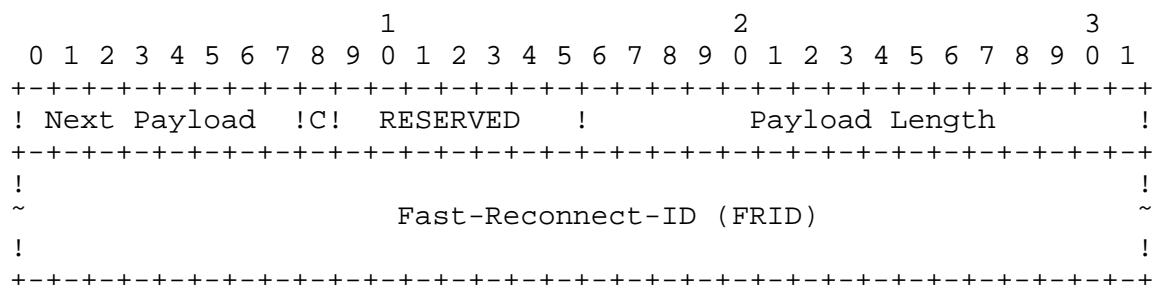 1                   2                   3
 0 1 2 3 4 5 6 7 8 9 0 1 2 3 4 5 6 7 8 9 0 1 2 3 4 5 6 7 8 9 0 1
+-+-+-+-+-+-+-+-+-+-+-+-+-+-+-+-+-+-+-+-+-+-+-+-+-+-+-+-+-+-+-+-+
! Next Payload  !C!  RESERVED   !         Payload Length        !
+-+-+-+-+-+-+-+-+-+-+-+-+-+-+-+-+-+-+-+-+-+-+-+-+-+-+-+-+-+-+-+-+
!                                                               !
~                     Fast-Reconnect-ID (FRID)                  ~
!                                                               !
+-+-+-+-+-+-+-+-+-+-+-+-+-+-+-+-+-+-+-+-+-+-+-+-+-+-+-+-+-+-+-+-+